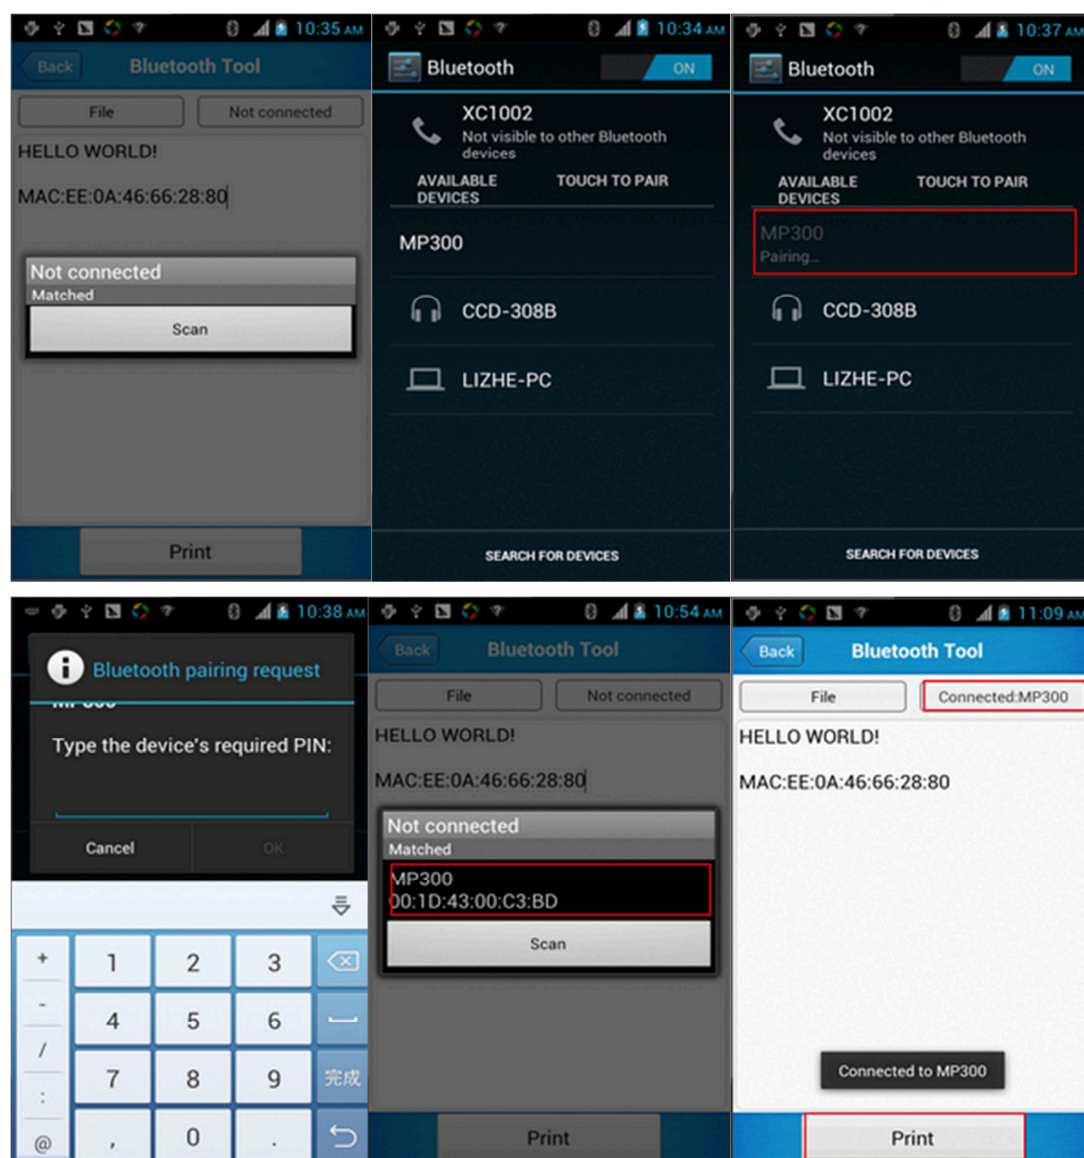 10:35 AM
Back
Bluetooth Tool
File
Not connected
HELLO WORLD!
MAC:EE:0A:46:66:28:80
Not connected
Matched
Scan
Print
10:34 AM
Bluetooth
ON
XC1002
Not visible to other Bluetooth
devices
AVAILABLE
DEVICES
TOUCH TO PAIR
MP300
CCD-308B
LIZHE-PC
SEARCH FOR DEVICES
10:37 AM
Bluetooth
ON
XC1002
Not visible to other Bluetooth
devices
AVAILABLE
DEVICES
TOUCH TO PAIR
MP300
Pairing...
CCD-308B
LIZHE-PC
SEARCH FOR DEVICES
10:38 AM
Bluetooth pairing request
Type the device's required PIN:
Cancel
OK
+
1
2
3
-
4
5
6
/
7
8
9
完成
:
@
,
0
.
10:54 AM
Back
Bluetooth Tool
File
Not connected
HELLO WORLD!
MAC:EE:0A:46:66:28:80
Not connected
Matched
MP300
00:1D:43:00:C3:BD
Scan
Print
11:09 AM
Back
Bluetooth Tool
File
Connected:MP300
HELLO WORLD!
MAC:EE:0A:46:66:28:80
Connected to MP300
Print